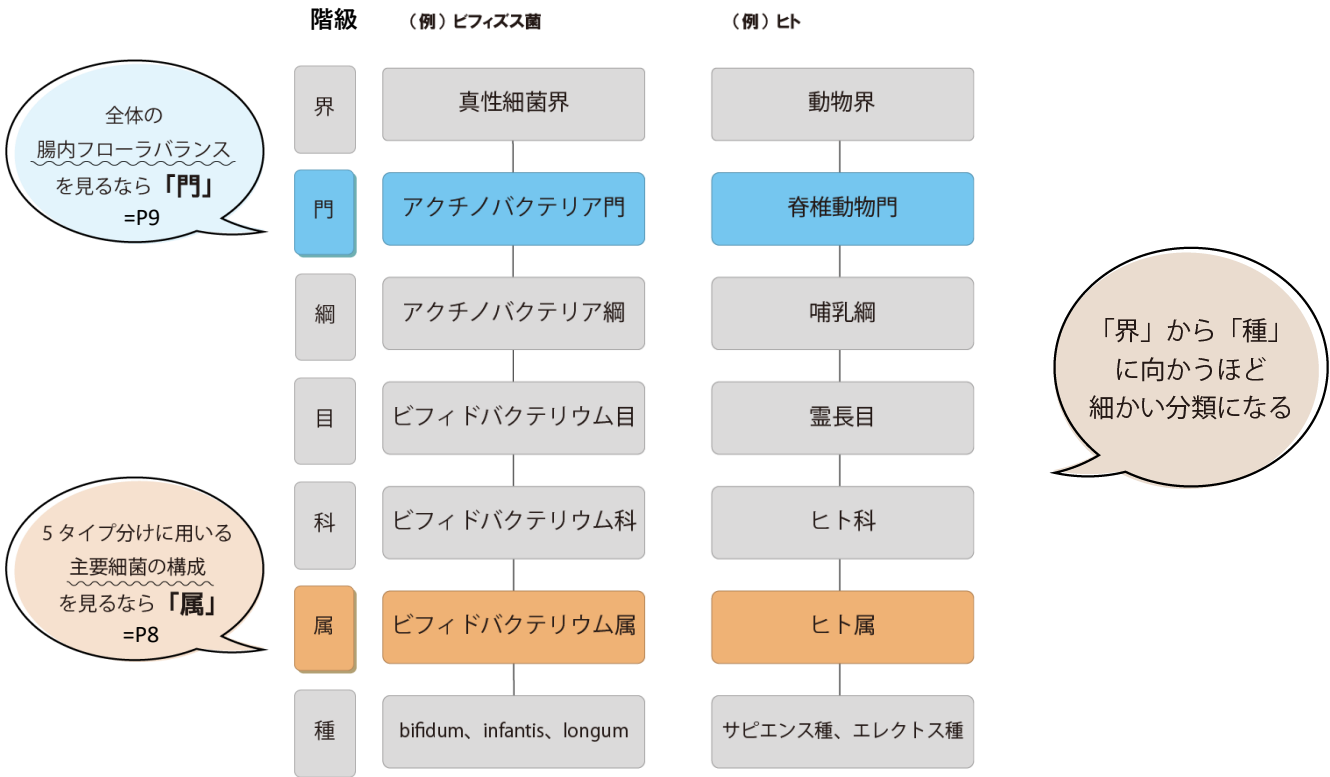 階級 （例）ビフィズス菌 （例）ヒト
全体の
腸内フローラバランス
を見るなら「門」
=P9
界 真性細菌界 動物界
門 アクチノバクテリア門 脊椎動物門
綱 アクチノバクテリア綱 哺乳綱
目 ビフィドバクテリウム目 霊長目
科 ビフィドバクテリウム科 ヒト科
属 ビフィドバクテリウム属 ヒト属
種 bifidum、infantis、longum サピエンス種、エレクトス種
5タイプ分けに用いる
主要細菌の構成
を見るなら「属」
=P8
「界」から「種」
に向かうほど
細かい分類になる